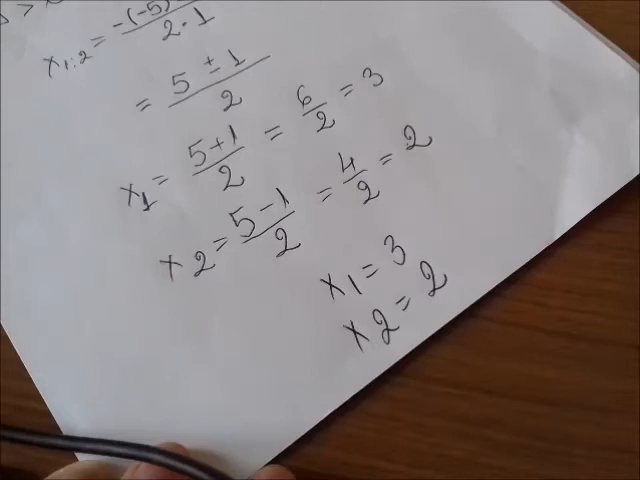 x1;2 = -(-5) / 2·1
= 5 ± 1 / 2
x1 = 5+1 / 2 = 6/2 = 3
x2 = 5-1 / 2 = 4/2 = 2
x1 = 3
x2 = 2